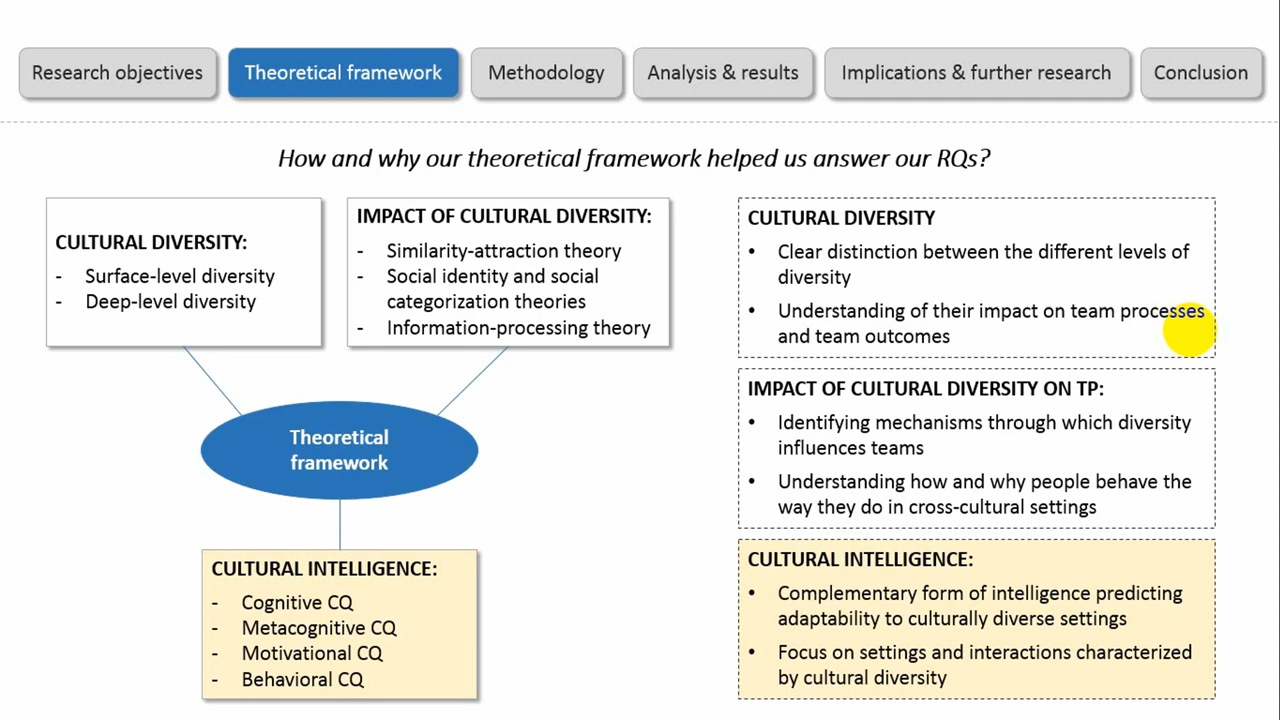 Research objectives
Theoretical framework
Methodology
Analysis & results
Implications & further research
Conclusion
How and why our theoretical framework helped us answer our RQs?
CULTURAL DIVERSITY:
- Surface-level diversity
- Deep-level diversity
IMPACT OF CULTURAL DIVERSITY:
- Similarity-attraction theory
- Social identity and social
categorization theories
- Information-processing theory
Theoretical
framework
CULTURAL INTELLIGENCE:
- Cognitive CQ
- Metacognitive CQ
- Motivational CQ
- Behavioral CQ
CULTURAL DIVERSITY
• Clear distinction between the different levels of
diversity
• Understanding of their impact on team processes
and team outcomes
IMPACT OF CULTURAL DIVERSITY ON TP:
• Identifying mechanisms through which diversity
influences teams
• Understanding how and why people behave the
way they do in cross-cultural settings
CULTURAL INTELLIGENCE:
• Complementary form of intelligence predicting
adaptability to culturally diverse settings
• Focus on settings and interactions characterized
by cultural diversity